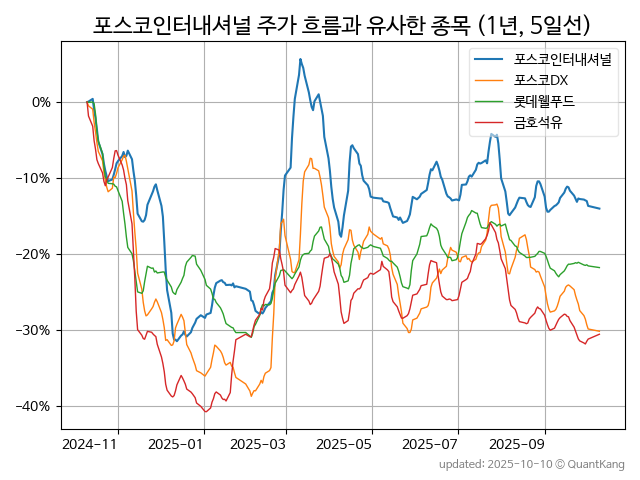 포스코인터내셔널 주가 흐름과 유사한 종목 (1년, 5일선)
포스코인터내셔널
포스코DX
롯데웰푸드
금호석유
0%
−10%
−20%
−30%
−40%
2024−11
2025−01
2025−03
2025−05
2025−07
2025−09
updated: 2025-10-10 © QuantKang